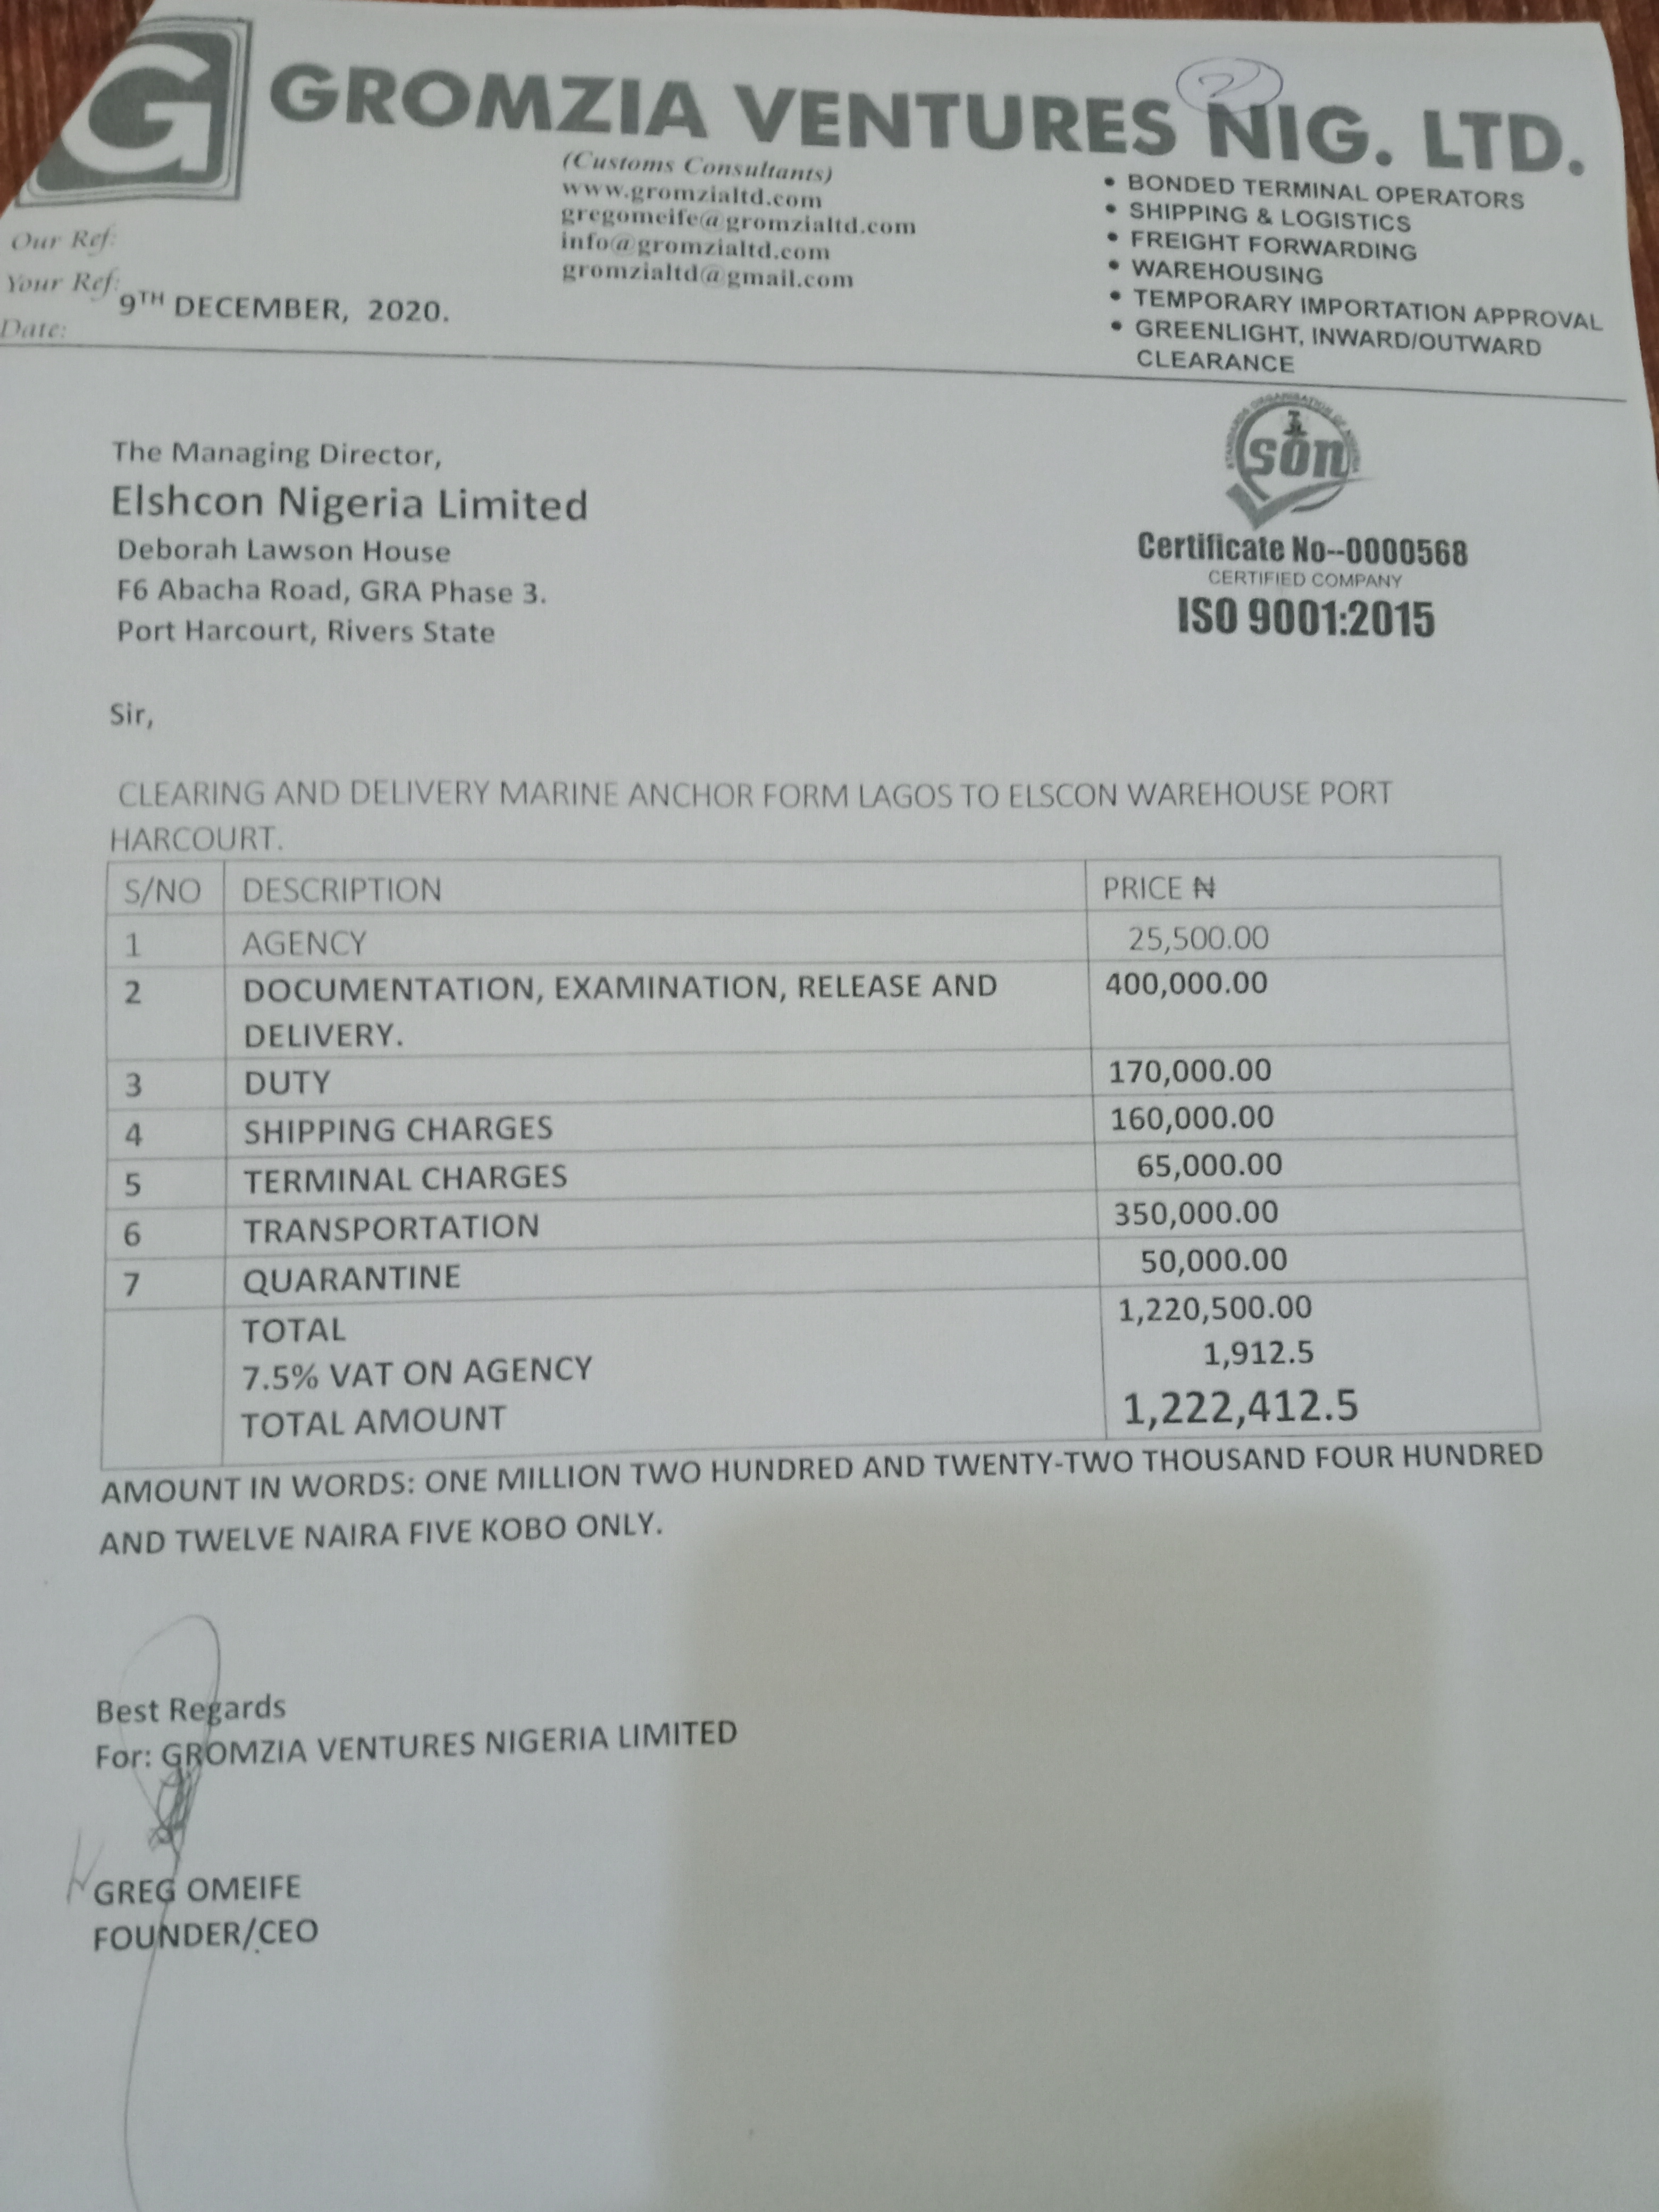 G
GROMZIA VENTURES NIG. LTD.
2
(Customs Consultants)
www.gromzialtd.com
gregomeife@gromzialtd.com
info@gromzialtd.com
gromzialtd@gmail.com
• BONDED TERMINAL OPERATORS
• SHIPPING & LOGISTICS
• FREIGHT FORWARDING
• WAREHOUSING
• TEMPORARY IMPORTATION APPROVAL
• GREENLIGHT, INWARD/OUTWARD
CLEARANCE
Our Ref:
Your Ref:
9TH DECEMBER, 2020.
Date:
The Managing Director,
Elshcon Nigeria Limited
Deborah Lawson House
F6 Abacha Road, GRA Phase 3.
Port Harcourt, Rivers State
STANDARDS ORGANISATION OF NIGERIA
son
Certificate No--0000568
CERTIFIED COMPANY
ISO 9001:2015
Sir,
CLEARING AND DELIVERY MARINE ANCHOR FORM LAGOS TO ELSCON WAREHOUSE PORT
HARCOURT.
S/NO DESCRIPTION PRICE ₦
1 AGENCY 25,500.00
2 DOCUMENTATION, EXAMINATION, RELEASE AND 400,000.00
DELIVERY.
3 DUTY 170,000.00
4 SHIPPING CHARGES 160,000.00
5 TERMINAL CHARGES 65,000.00
6 TRANSPORTATION 350,000.00
7 QUARANTINE 50,000.00
TOTAL 1,220,500.00
7.5% VAT ON AGENCY 1,912.5
TOTAL AMOUNT 1,222,412.5
AMOUNT IN WORDS: ONE MILLION TWO HUNDRED AND TWENTY-TWO THOUSAND FOUR HUNDRED
AND TWELVE NAIRA FIVE KOBO ONLY.
Best Regards
For: GROMZIA VENTURES NIGERIA LIMITED
GREG OMEIFE
FOUNDER/CEO